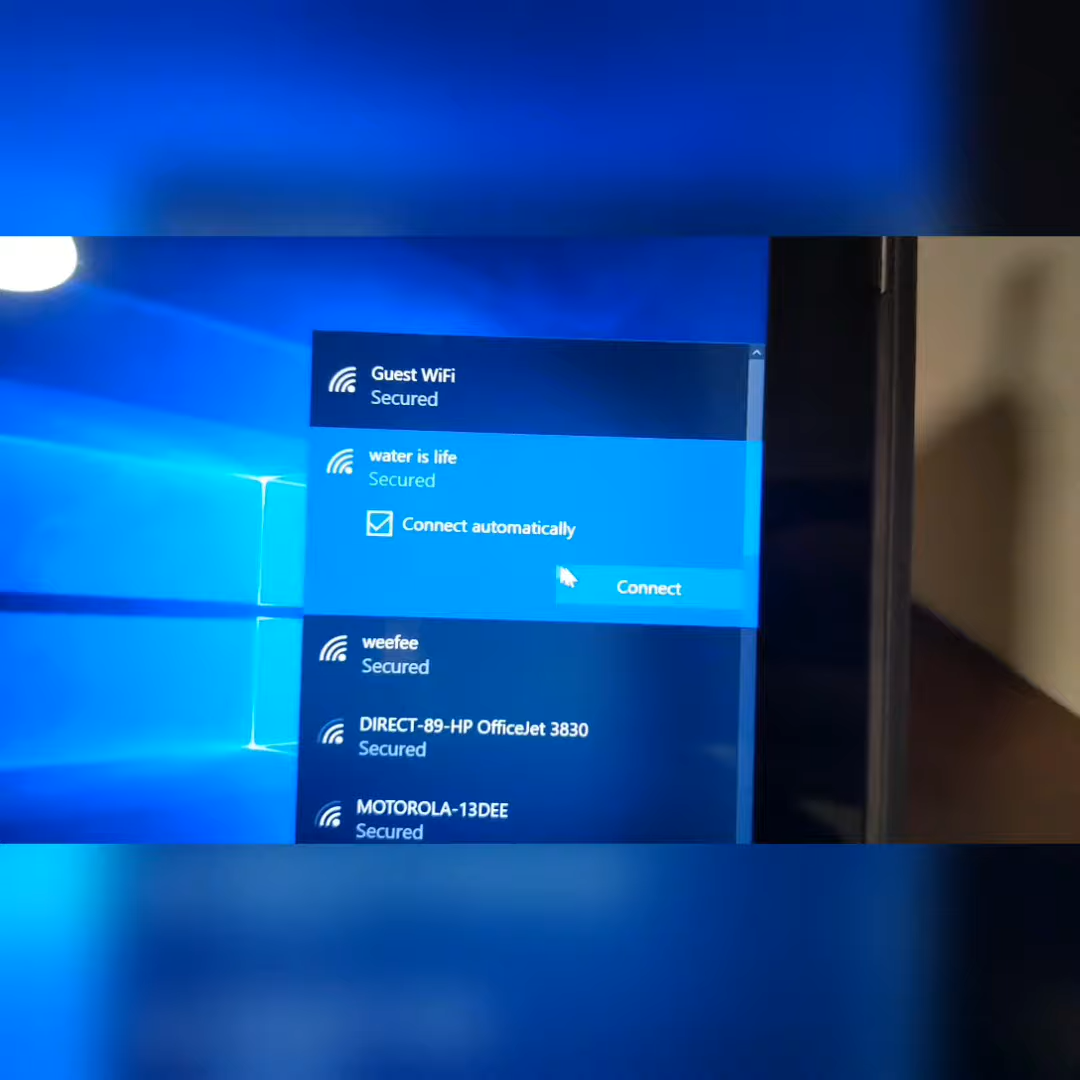 Guest WiFi
Secured
water is life
Secured
Connect automatically
Connect
weefee
Secured
DIRECT-89-HP OfficeJet 3830
Secured
MOTOROLA-13DEE
Secured